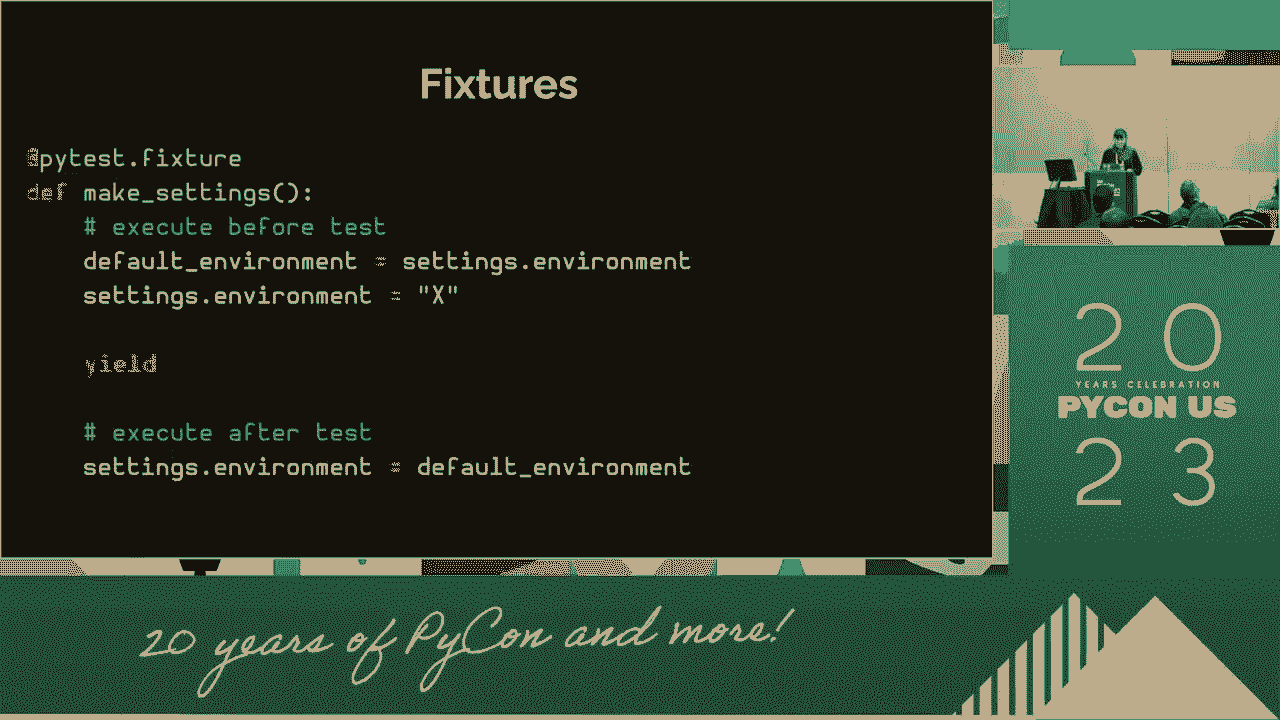 Fixtures
@pytest.fixture
def make_settings():
# execute before test
default_environment = settings.environment
settings.environment = "X"
yield
# execute after test
settings.environment = default_environment
20
YEARS CELEBRATION
PYCON US
23
20 years of PyCon and more!